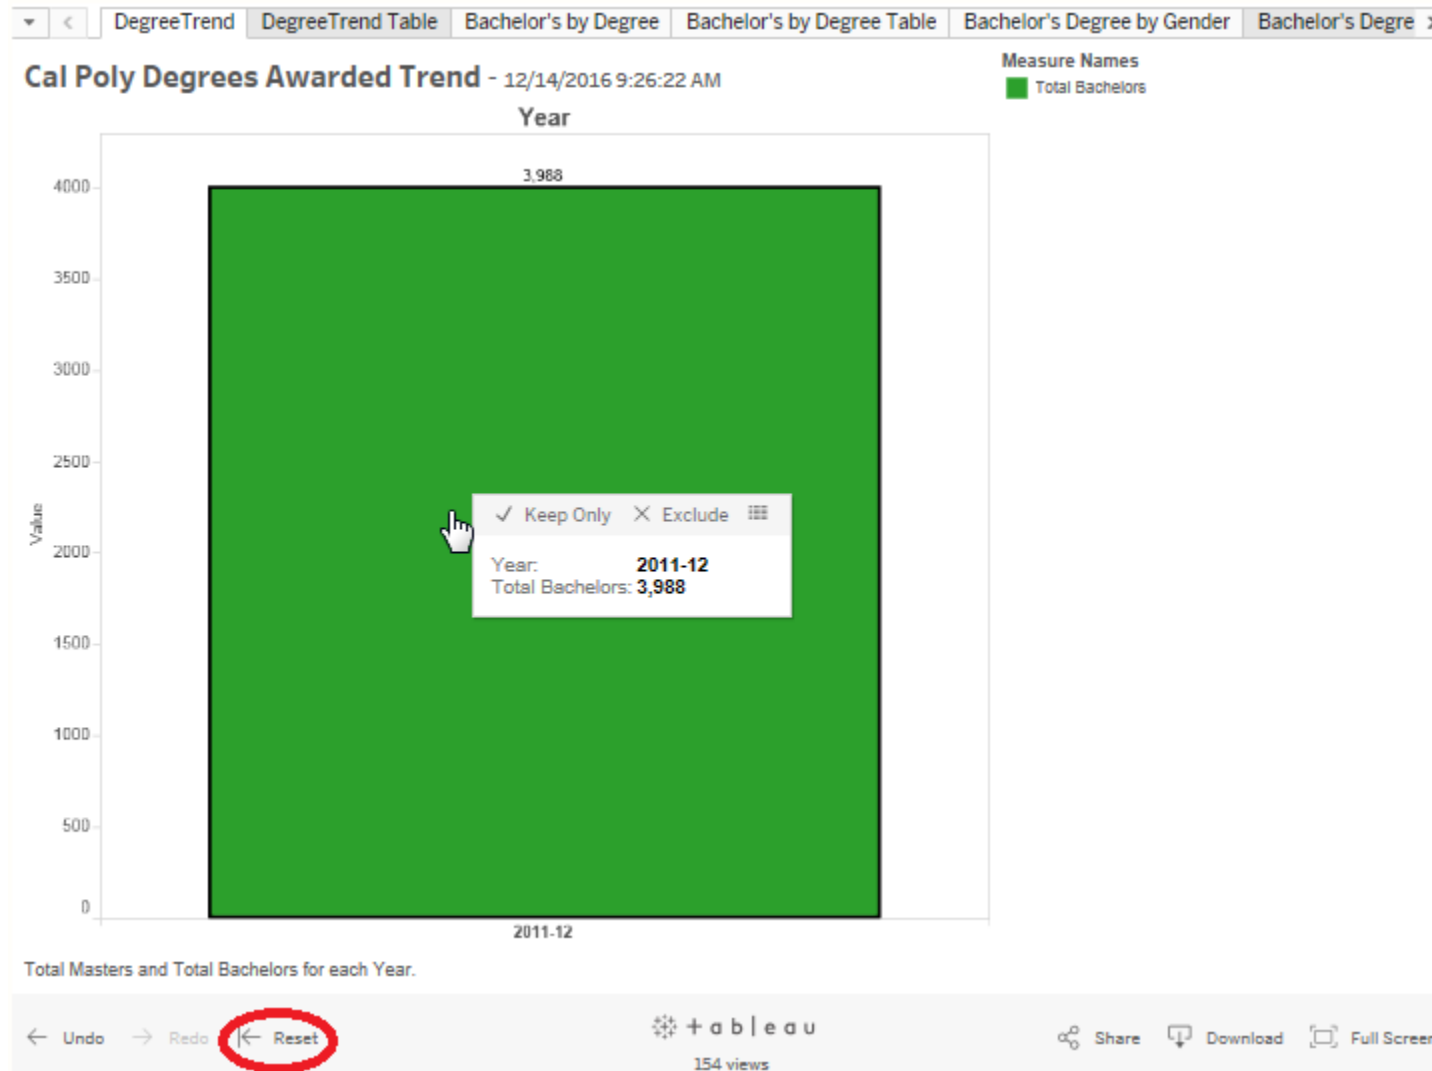 DegreeTrend DegreeTrend Table Bachelor's by Degree Bachelor's by Degree Table Bachelor's Degree by Gender Bachelor's Degre
Cal Poly Degrees Awarded Trend - 12/14/2016 9:26:22 AM
Measure Names
Total Bachelors
Year
3,988
4000
3500
3000
2500
2000
1500
1000
500
0
Value
Keep Only Exclude
Year: 2011-12
Total Bachelors: 3,988
2011-12
Total Masters and Total Bachelors for each Year.
Undo Redo Reset
+ableau
154 views
Share Download Full Screen